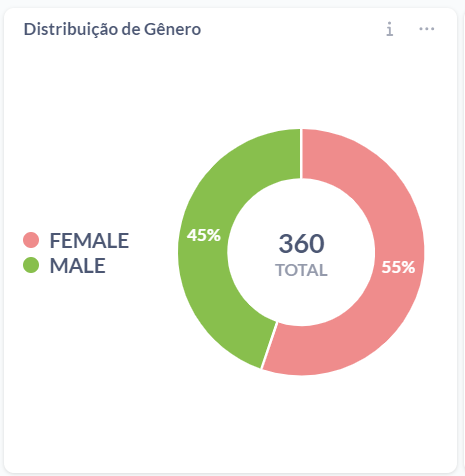 Distribuição de Gênero
FEMALE
MALE
45%
360
TOTAL
55%